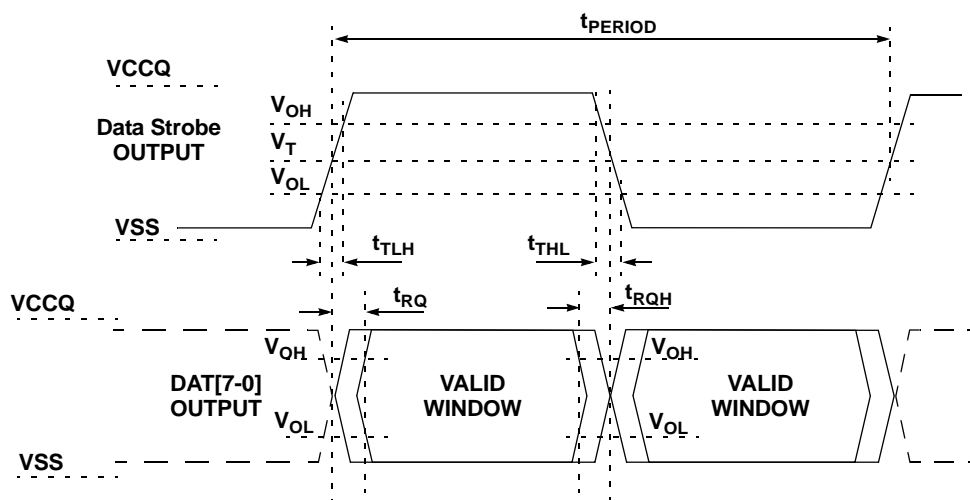 tPERIOD
VCCQ
VOH
Data Strobe
OUTPUT
VT
VOL
VSS
tTLH
tTHL
VCCQ
tRQ
tRQH
VOH
VOH
DAT[7-0]
OUTPUT
VALID
WINDOW
VALID
WINDOW
VOL
VOL
VSS